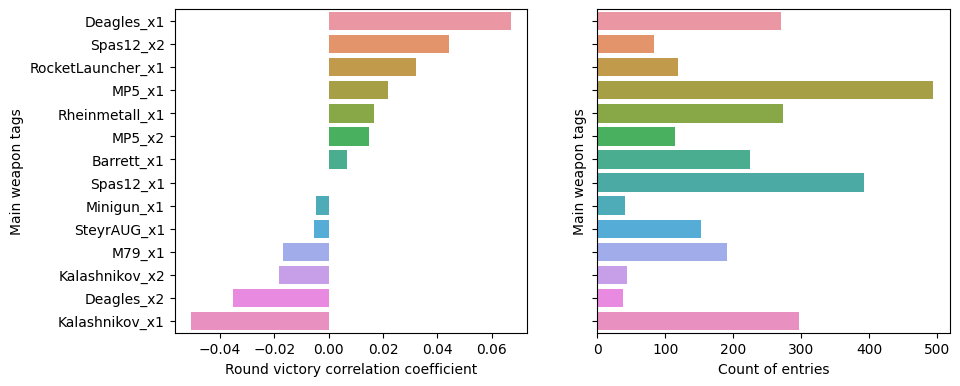 Main weapon tags
Deagles_x1
Spas12_x2
RocketLauncher_x1
MP5_x1
Rheinmetall_x1
MP5_x2
Barrett_x1
Spas12_x1
Minigun_x1
SteyrAUG_x1
M79_x1
Kalashnikov_x2
Deagles_x2
Kalashnikov_x1
−0.04 −0.02 0.00 0.02 0.04 0.06
Round victory correlation coefficient
Main weapon tags
0 100 200 300 400 500
Count of entries